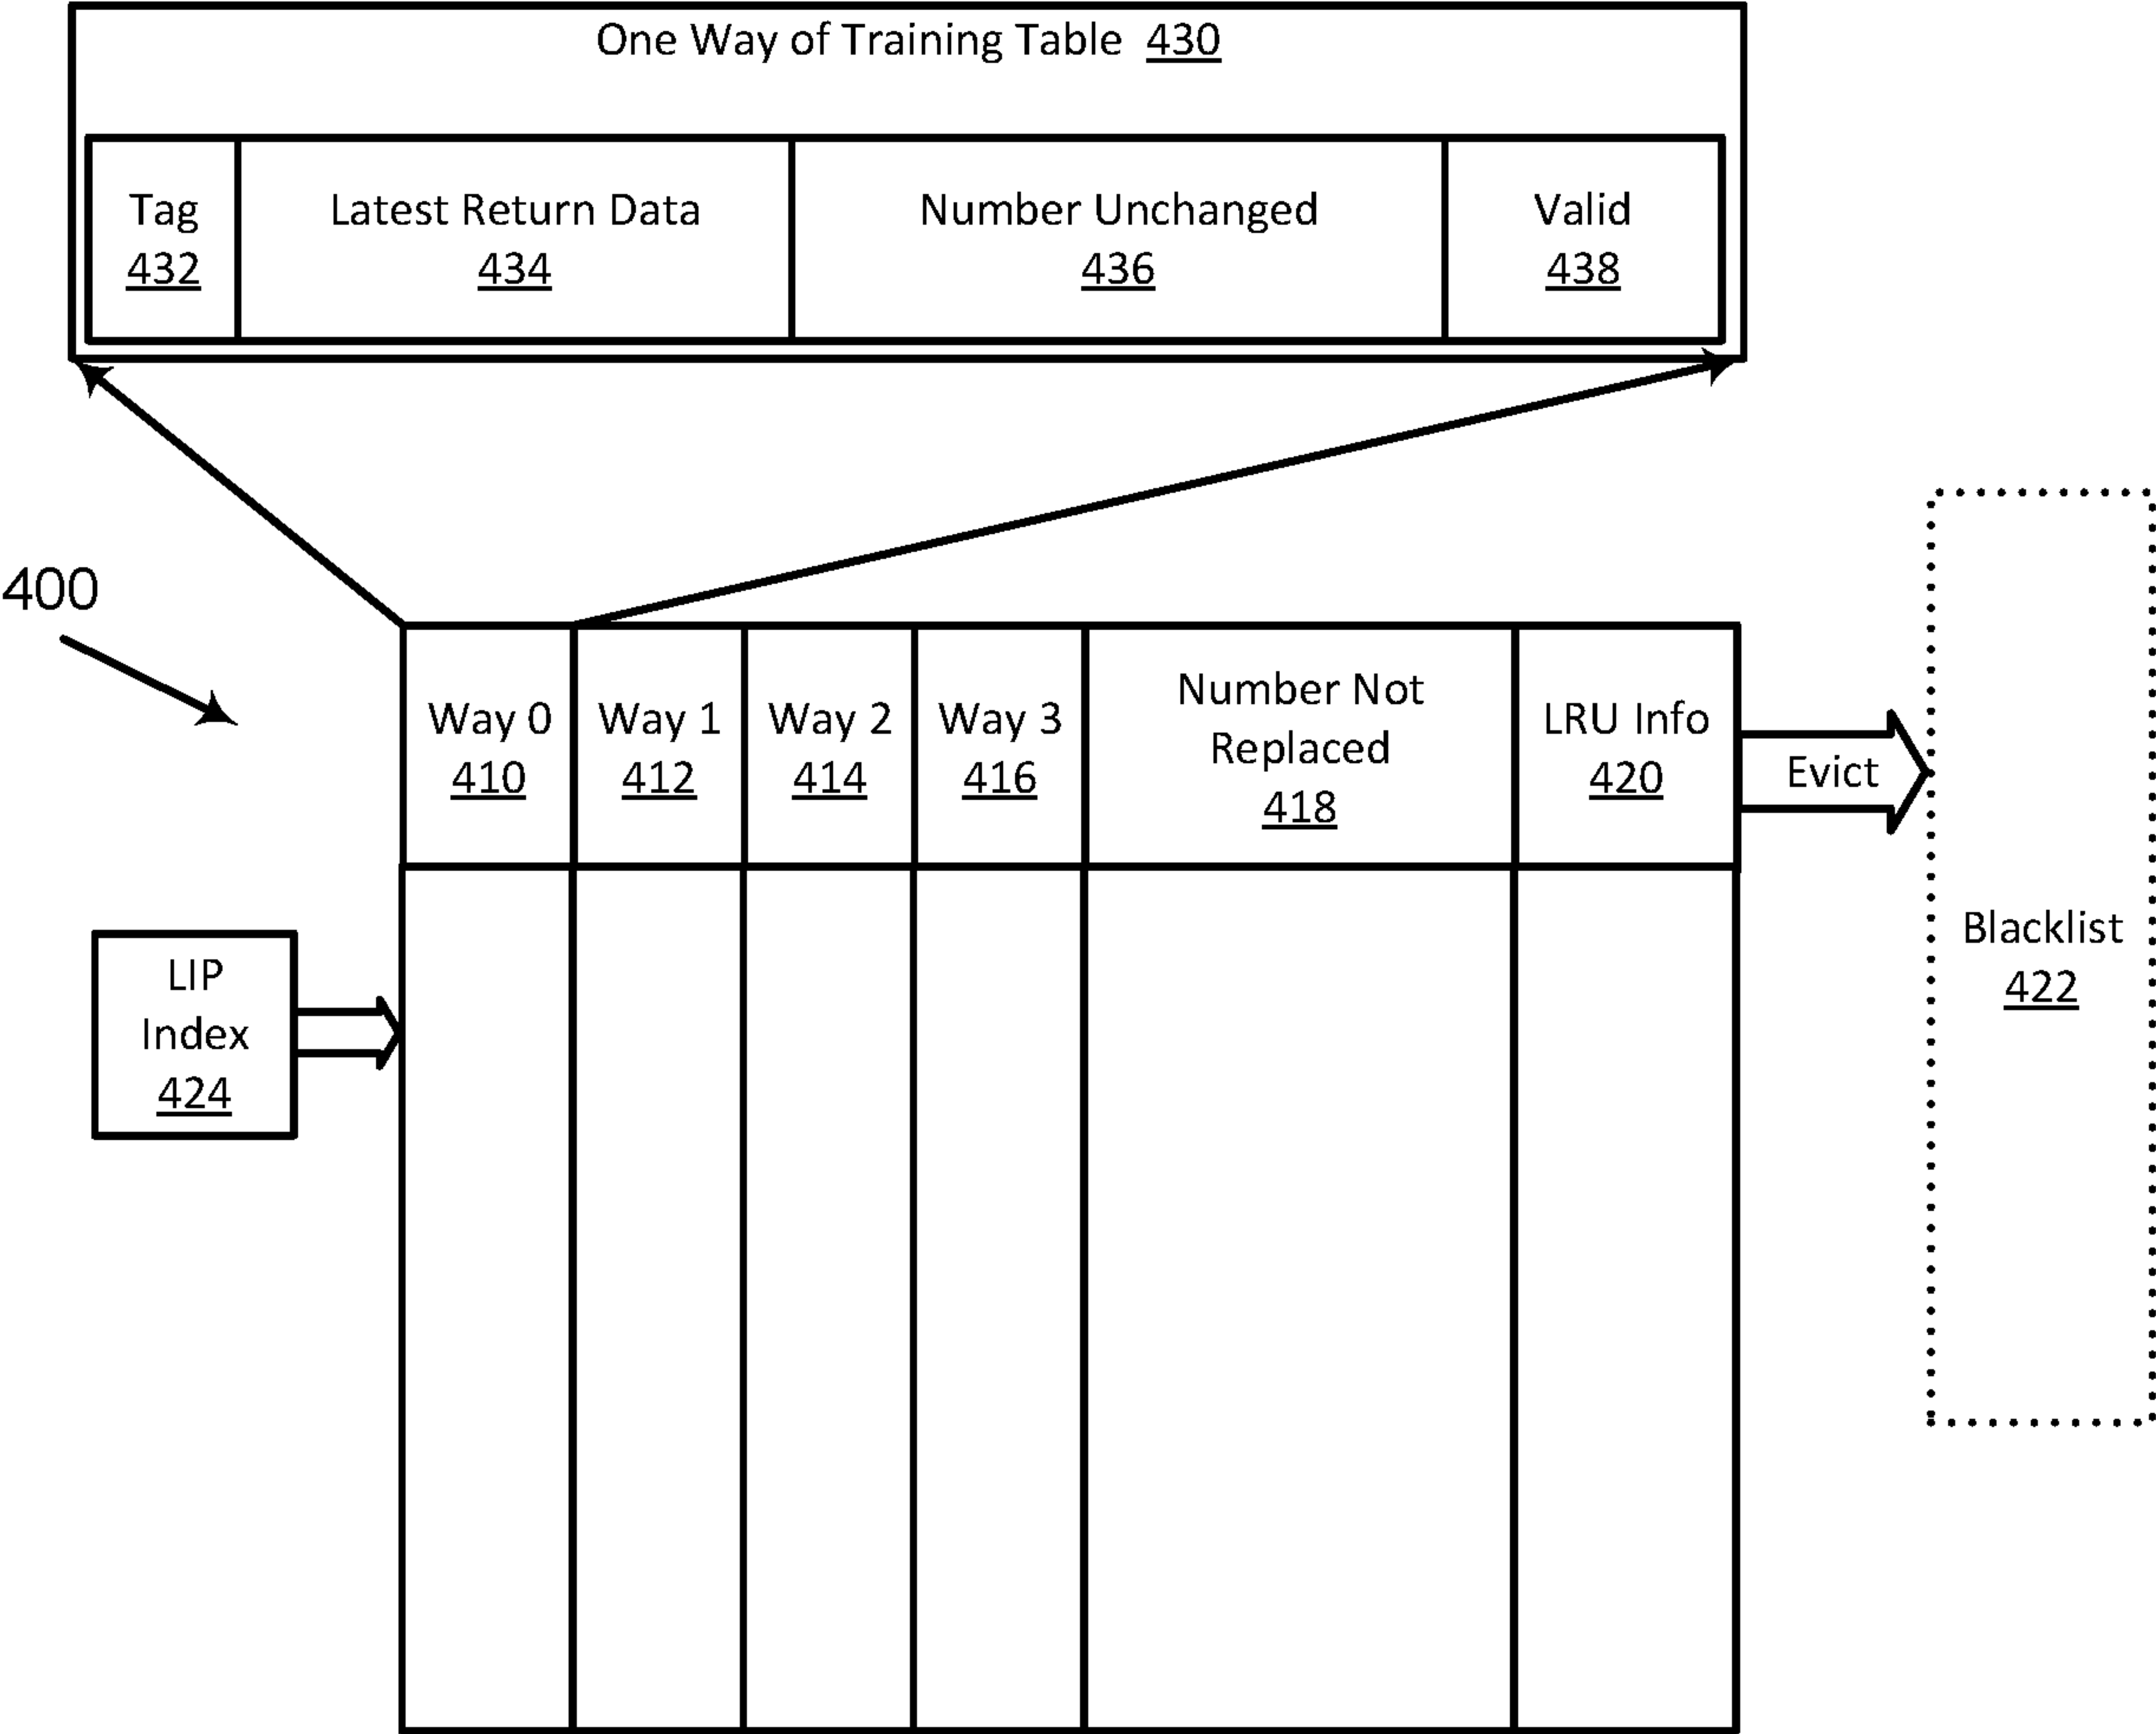 One Way of Training Table 430
Tag
432
Latest Return Data
434
Number Unchanged
436
Valid
438
400
Way 0
410
Way 1
412
Way 2
414
Way 3
416
Number Not
Replaced
418
LRU Info
420
Evict
Blacklist
422
LIP
Index
424